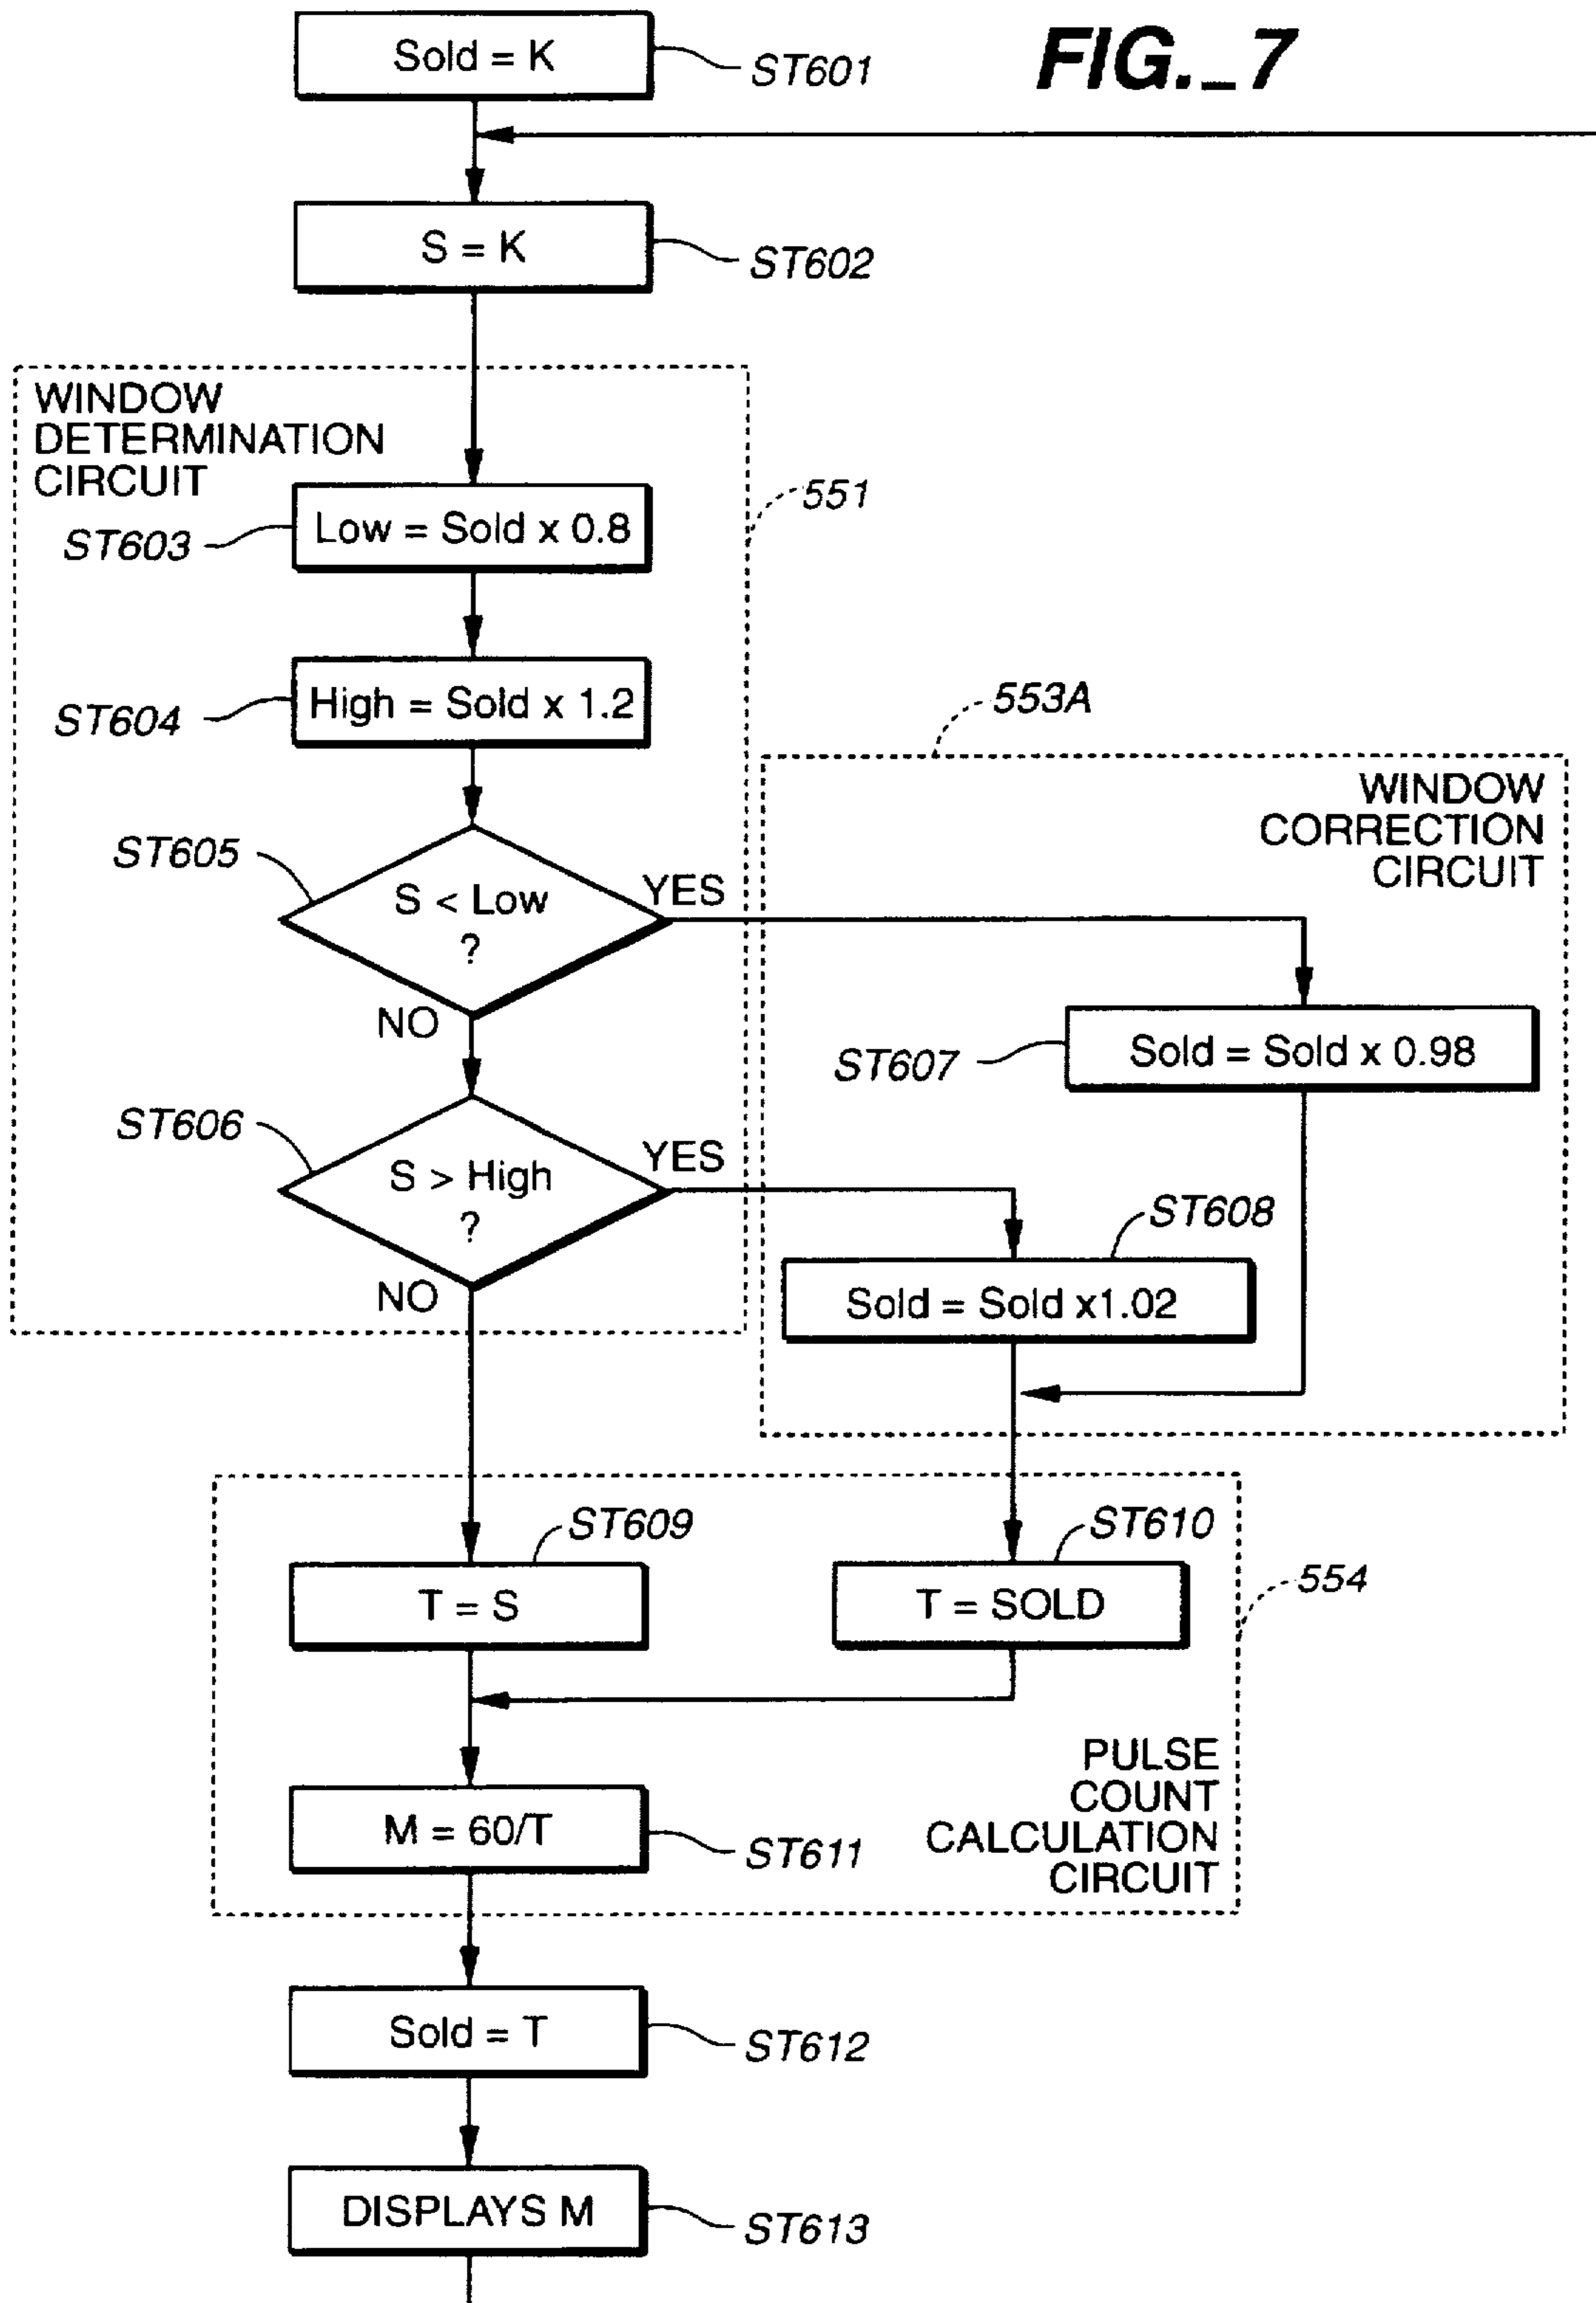 FIG._7
Sold = K
ST601
S = K
ST602
WINDOW
DETERMINATION
CIRCUIT
551
Low = Sold x 0.8
ST603
High = Sold x 1.2
ST604
553A
WINDOW
CORRECTION
CIRCUIT
ST605
S < Low
?
YES
NO
ST607
Sold = Sold x 0.98
ST606
S > High
?
YES
NO
ST608
Sold = Sold x1.02
ST609
T = S
ST610
T = SOLD
554
M = 60/T
ST611
PULSE
COUNT
CALCULATION
CIRCUIT
Sold = T
ST612
DISPLAYS M
ST613